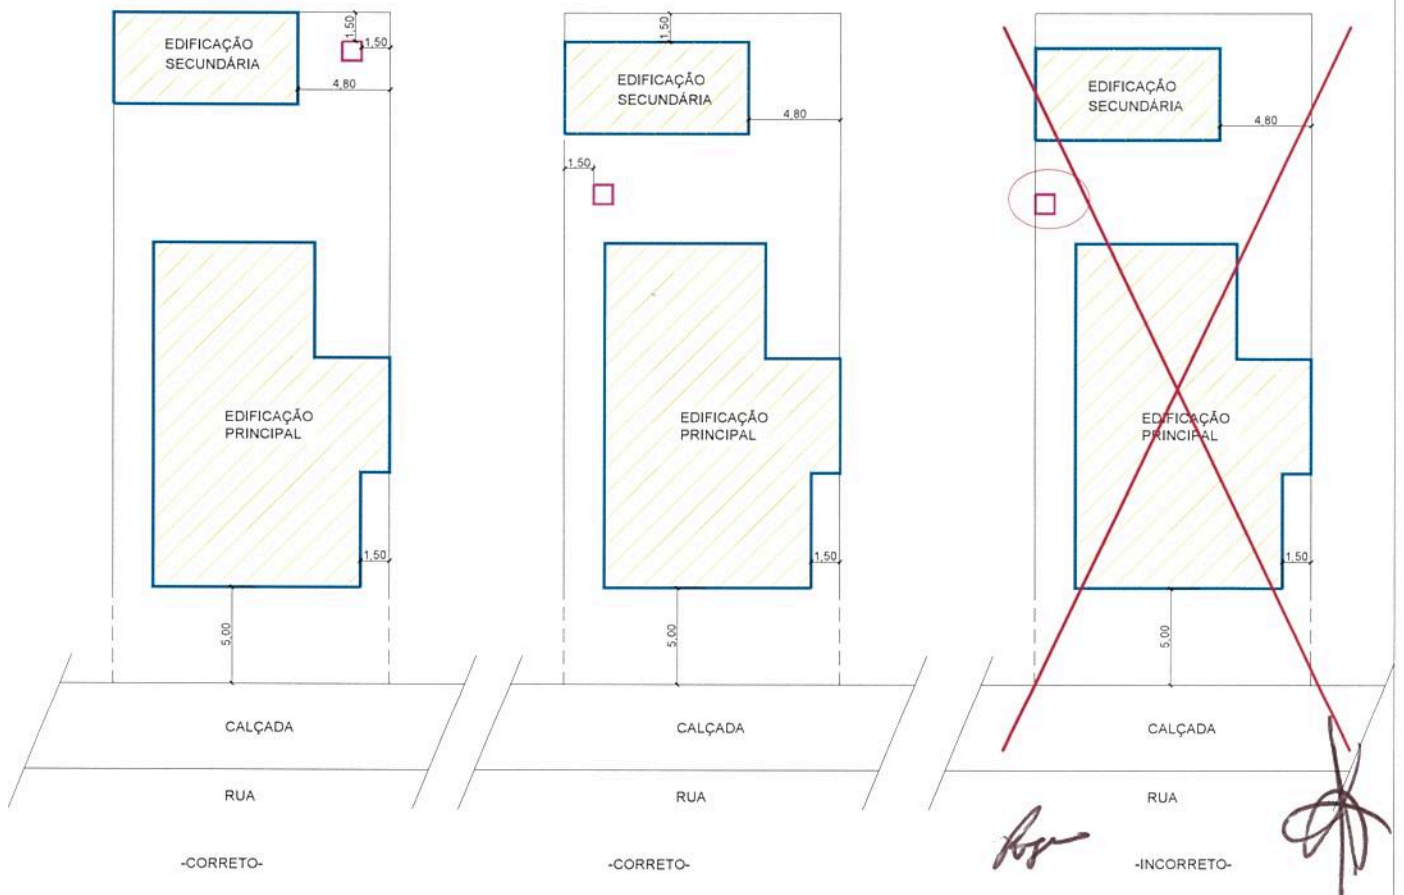 1,50
1,50
EDIFICAÇÃO
SECUNDÁRIA
4,80
EDIFICAÇÃO
PRINCIPAL
1,50
5,00
CALÇADA
RUA
-CORRETO-
1,50
EDIFICAÇÃO
SECUNDÁRIA
4,80
1,50
EDIFICAÇÃO
PRINCIPAL
1,50
5,00
CALÇADA
RUA
-CORRETO-
EDIFICAÇÃO
SECUNDÁRIA
4,80
EDIFICAÇÃO
PRINCIPAL
1,50
5,00
CALÇADA
RUA
-INCORRETO-